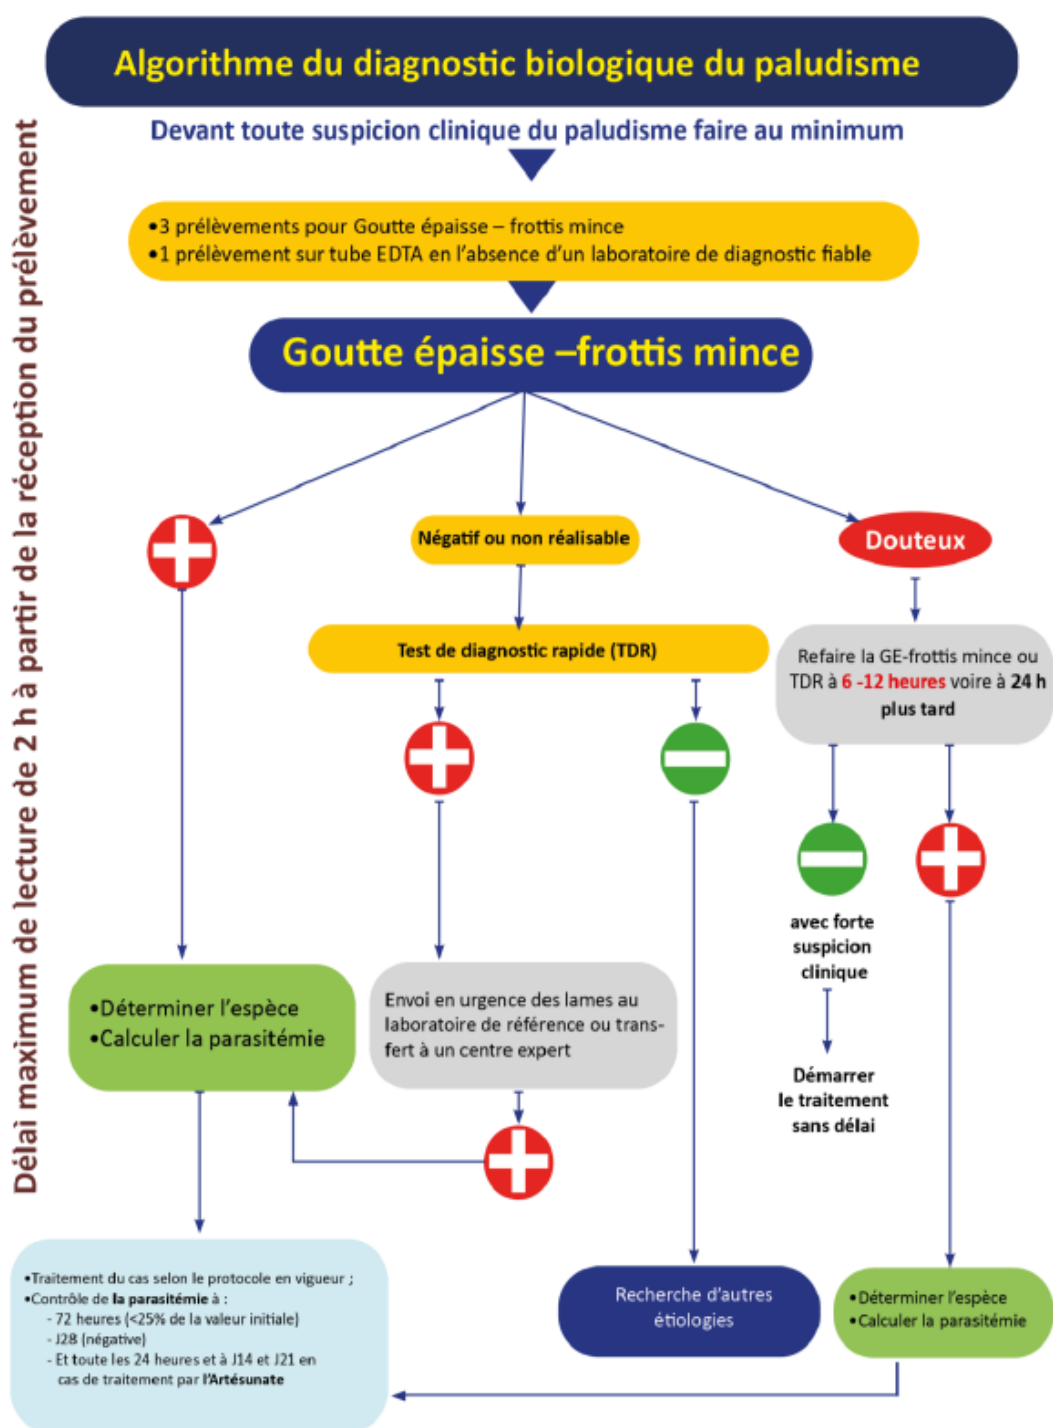 Algorithme du diagnostic biologique du paludisme
Devant toute suspicion clinique du paludisme faire au minimum
Délai maximum de lecture de 2 h à partir de la réception du prélèvement
•3 prélèvements pour Goutte épaisse – frottis mince
•1 prélèvement sur tube EDTA en l'absence d'un laboratoire de diagnostic fiable
Goutte épaisse –frottis mince
Négatif ou non réalisable
Douteux
Test de diagnostic rapide (TDR)
Refaire la GE-frottis mince ou
TDR à 6 -12 heures voire à 24 h
plus tard
avec forte
suspicion
clinique
Démarrer
le traitement
sans délai
•Déterminer l'espèce
•Calculer la parasitémie
Envoi en urgence des lames au
laboratoire de référence ou trans-
fert à un centre expert
•Traitement du cas selon le protocole en vigueur ;
•Contrôle de la parasitémie à :
- 72 heures (<25% de la valeur initiale)
- J28 (négative)
- Et toute les 24 heures et à J14 et J21 en
cas de traitement par l'Artésunate
Recherche d'autres
étiologies
•Déterminer l'espèce
•Calculer la parasitémie